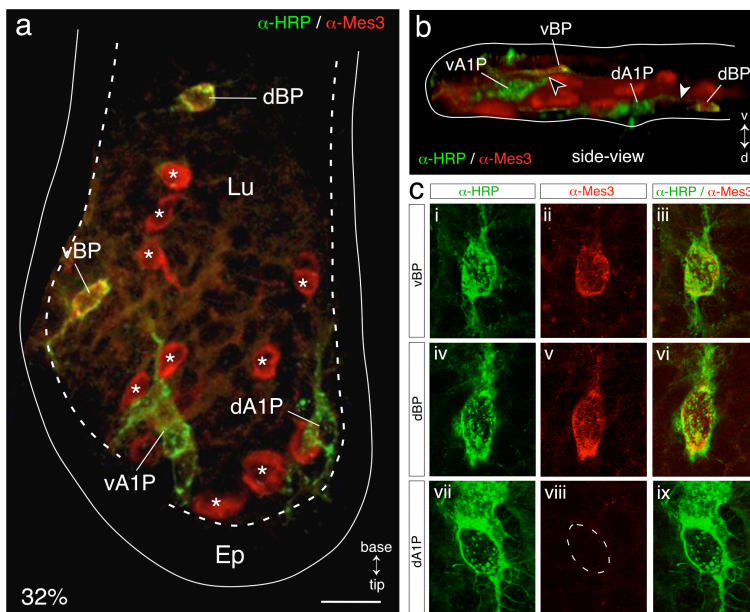 a
α-HRP / α-Mes3
dBP
*
Lu
*
vBP
*
*
*
*
*
dA1P
vA1P
*
*
*
Ep
base
tip
32%
b
vBP
vA1P
dA1P
dBP
v
d
α-HRP / α-Mes3
side-view
c
α-HRP
α-Mes3
α-HRP / α-Mes3
vBP
i
ii
iii
dBP
iv
v
vi
dA1P
vii
viii
ix